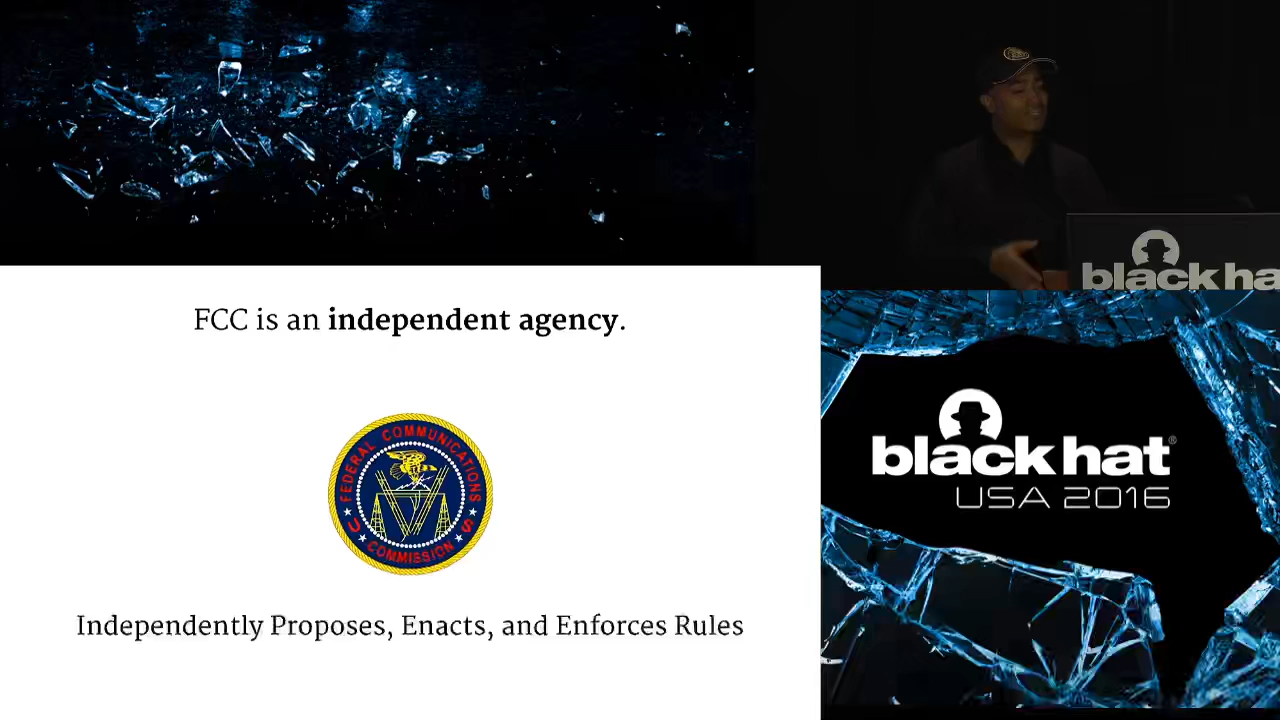 FCC is an independent agency.
FEDERAL COMMUNICATIONS
COMMISSION
U S
Independently Proposes, Enacts, and Enforces Rules
black ha
black hat®
USA 2016